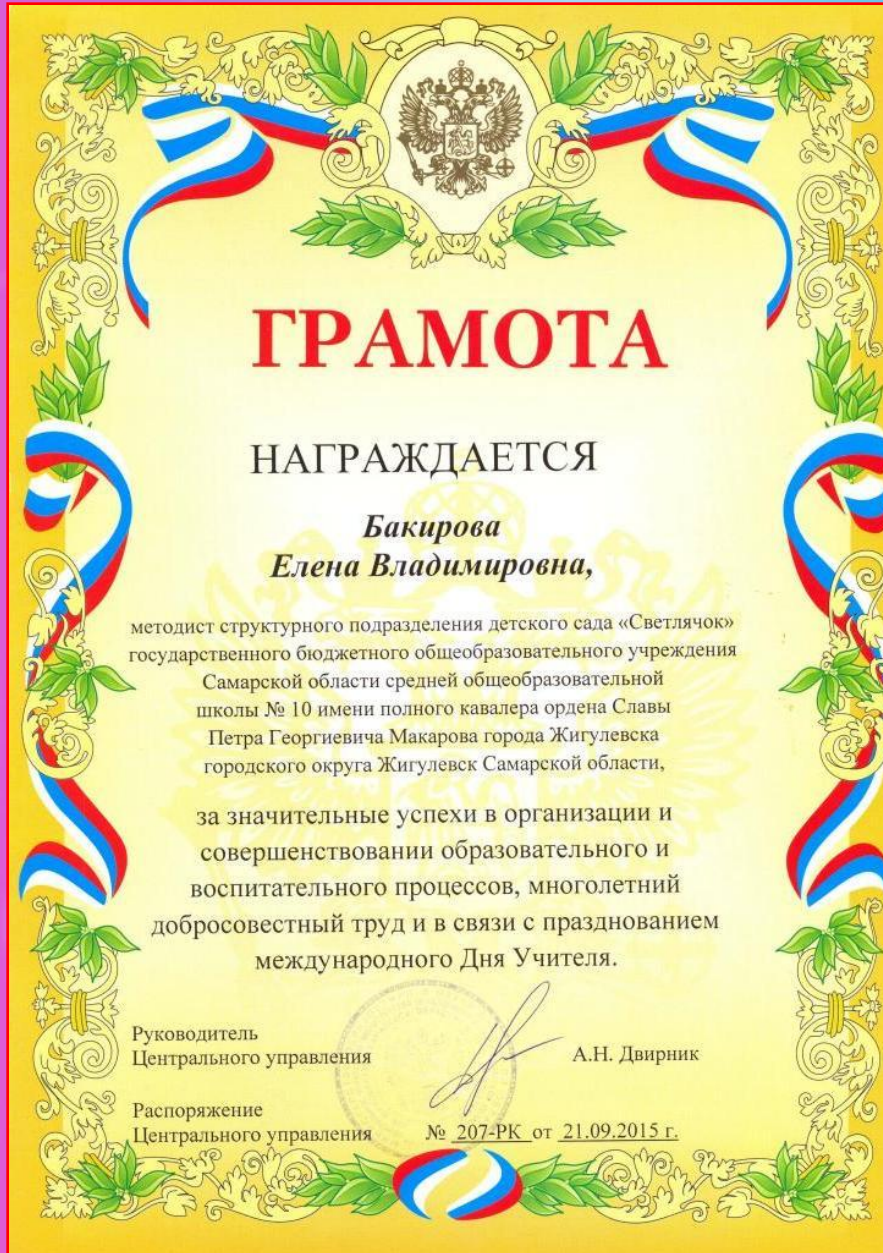 ГРАМОТА
НАГРАЖДАЕТСЯ
Бакирова
Елена Владимировна,
методист структурного подразделения детского сада «Светлячок»
государственного бюджетного общеобразовательного учреждения
Самарской области средней общеобразовательной
школы № 10 имени полного кавалера ордена Славы
Петра Георгиевича Макарова города Жигулевска
городского округа Жигулевск Самарской области,
за значительные успехи в организации и
совершенствовании образовательного и
воспитательного процессов, многолетний
добросовестный труд и в связи с празднованием
международного Дня Учителя.
Руководитель
Центрального управления А.Н. Двирник
Распоряжение
Центрального управления № 207-РК от 21.09.2015 г.